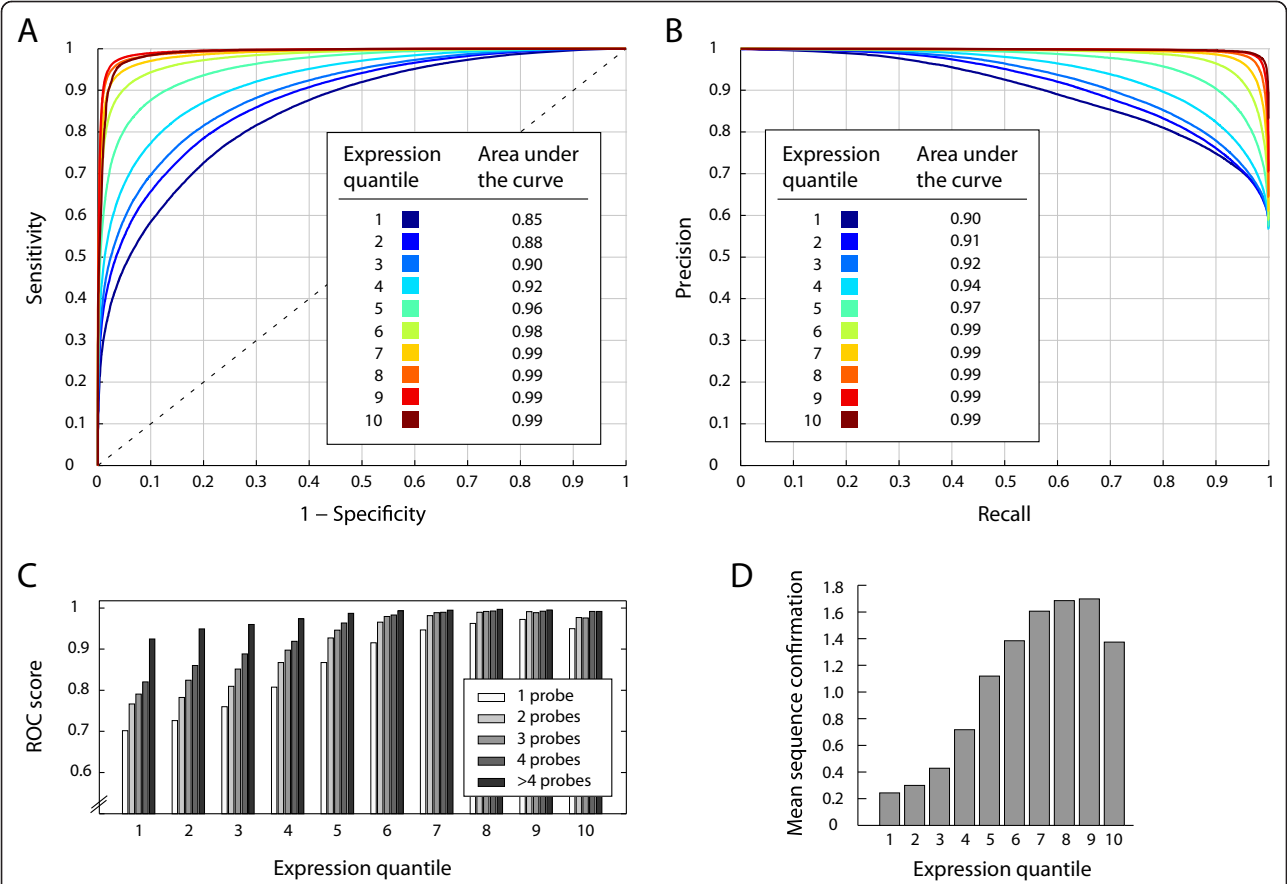 A
1
0.9
0.8
0.7
0.6
0.5
0.4
0.3
0.2
0.1
0
Sensitivity
0 0.1 0.2 0.3 0.4 0.5 0.6 0.7 0.8 0.9 1
1 – Specificity
Expression quantile Area under the curve
1 0.85
2 0.88
3 0.90
4 0.92
5 0.96
6 0.98
7 0.99
8 0.99
9 0.99
10 0.99
B
1
0.9
0.8
0.7
0.6
0.5
0.4
0.3
0.2
0.1
0
Precision
0 0.1 0.2 0.3 0.4 0.5 0.6 0.7 0.8 0.9 1
Recall
Expression quantile Area under the curve
1 0.90
2 0.91
3 0.92
4 0.94
5 0.97
6 0.99
7 0.99
8 0.99
9 0.99
10 0.99
C
1
0.9
0.8
0.7
0.6
ROC score
1 2 3 4 5 6 7 8 9 10
Expression quantile
1 probe
2 probes
3 probes
4 probes
>4 probes
D
1.8
1.6
1.4
1.2
1.8
0.6
0.4
0.2
0
Mean sequence confirmation
1 2 3 4 5 6 7 8 9 10
Expression quantile